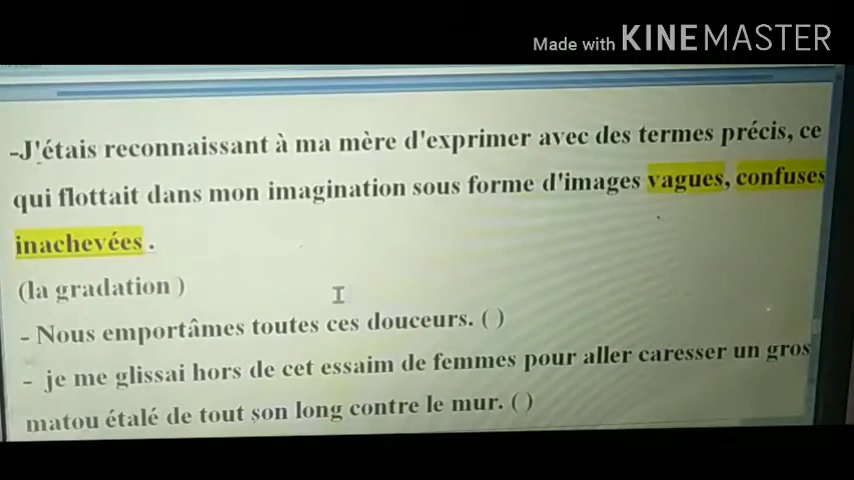 Made with KINEMASTER
-J'étais reconnaissant à ma mère d'exprimer avec des termes précis, ce
qui flottait dans mon imagination sous forme d'images vagues, confuses
inachevées .
(la gradation )
- Nous emportâmes toutes ces douceurs. ( )
- je me glissai hors de cet essaim de femmes pour aller caresser un gros
matou étalé de tout son long contre le mur. ( )